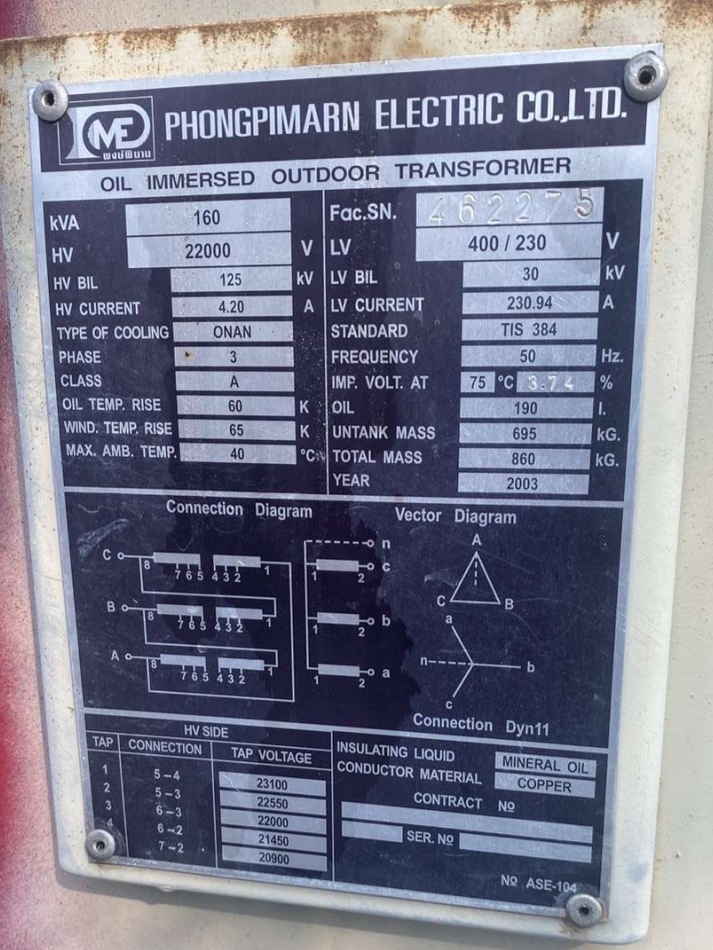 PHONGPIMARN ELECTRIC CO.,LTD.
พงษ์พิมาน
OIL IMMERSED OUTDOOR TRANSFORMER
kVA 160 Fac.SN. 462275
HV 22000 V LV 400 / 230 V
HV BIL 125 kV LV BIL 30 kV
HV CURRENT 4.20 A LV CURRENT 230.94 A
TYPE OF COOLING ONAN STANDARD TIS 384
PHASE 3 FREQUENCY 50 Hz.
CLASS A IMP. VOLT. AT 75 °C 3.74 %
OIL TEMP. RISE 60 K OIL 190 l.
WIND. TEMP. RISE 65 K UNTANK MASS 695 kG.
MAX. AMB. TEMP. 40 °C TOTAL MASS 860 kG.
YEAR 2003
Connection Diagram Vector Diagram
C 8 7 6 5 4 3 2 1
B 8 7 6 5 4 3 2 1
A 8 7 6 5 4 3 2 1
n
1 2 c
1 2 b
1 2 a
A
C B
a
n b
c
Connection Dyn11
HV SIDE
TAP CONNECTION TAP VOLTAGE
1 5-4 23100
2 5-3 22550
3 6-3 22000
4 6-2 21450
7-2 20900
INSULATING LIQUID MINERAL OIL
CONDUCTOR MATERIAL COPPER
CONTRACT Nº
SER. Nº
Nº ASE-104